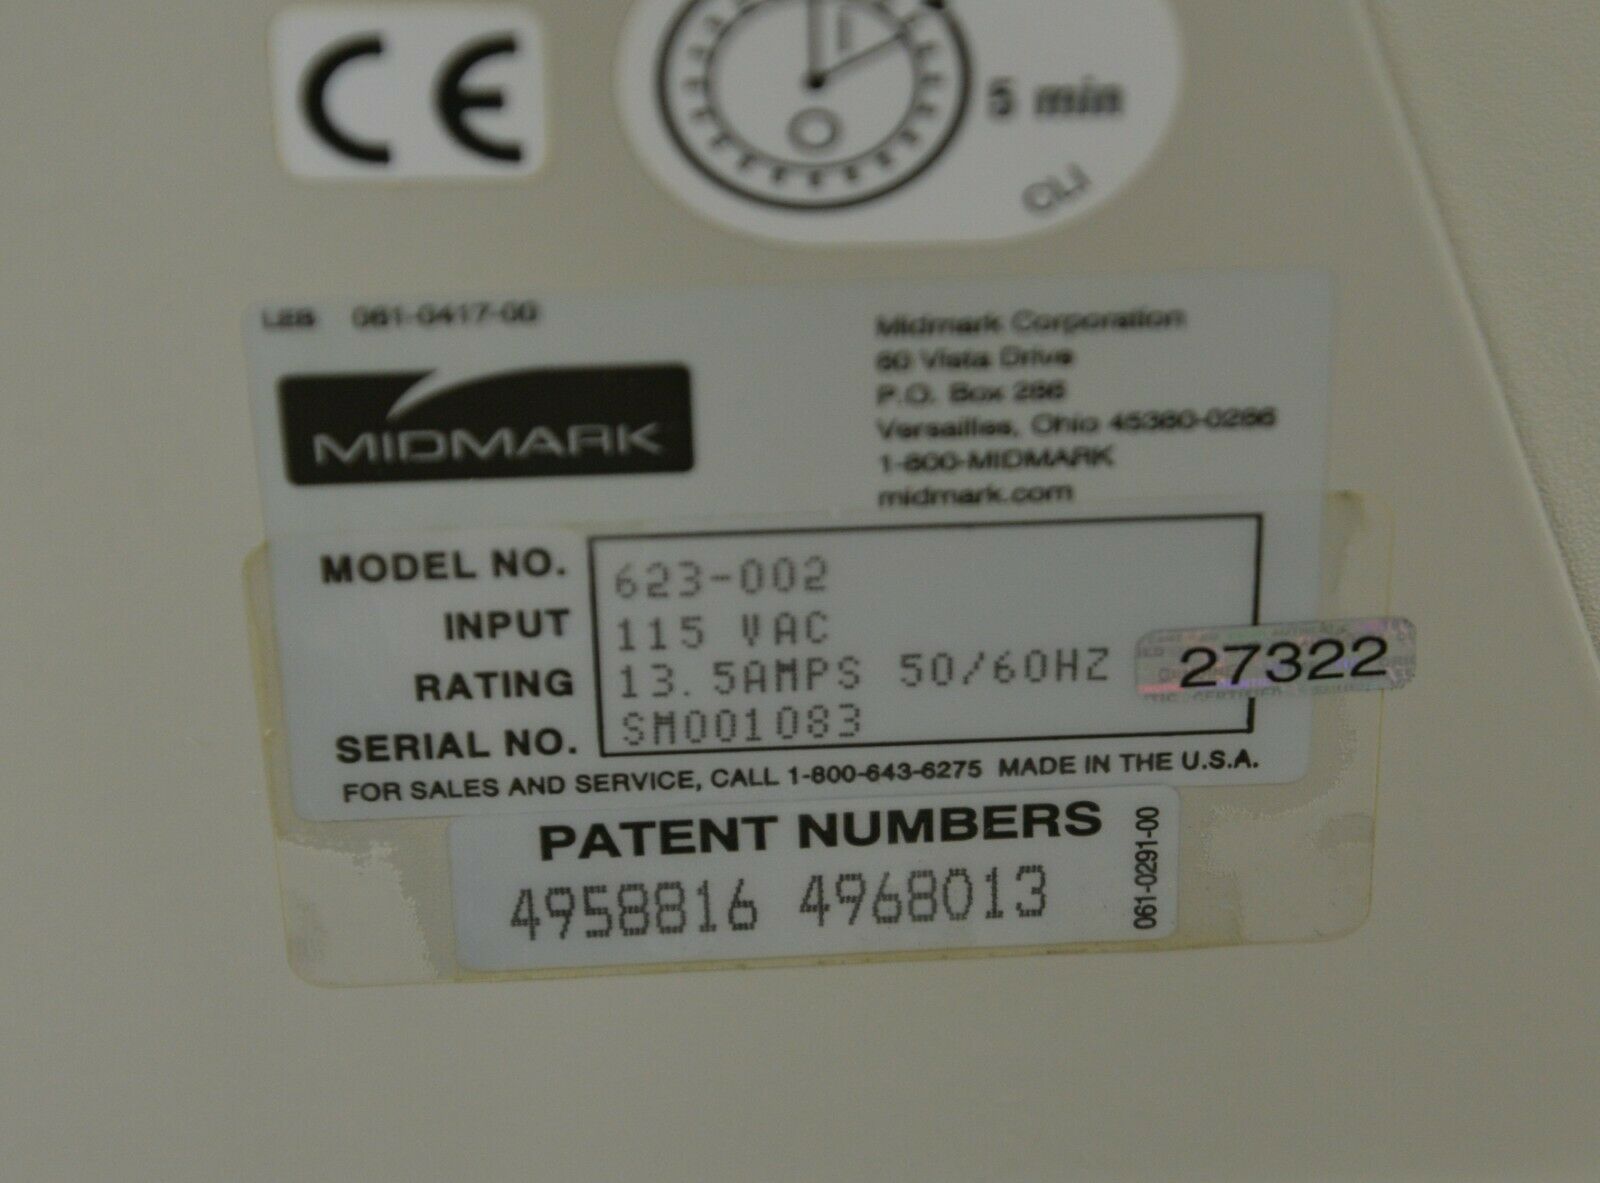 CE
5 min
CLI
061-0417-00
MIDMARK
Midmark Corporation
60 Vista Drive
P.O. Box 286
Versailles, Ohio 45380-0286
1-800-MIDMARK
midmark.com
MODEL NO. 623-002
INPUT 115 VAC
RATING 13.5AMPS 50/60HZ
27322
SERIAL NO. SM001083
FOR SALES AND SERVICE, CALL 1-800-643-6275 MADE IN THE U.S.A.
PATENT NUMBERS
4958816 4968013
061-0291-00